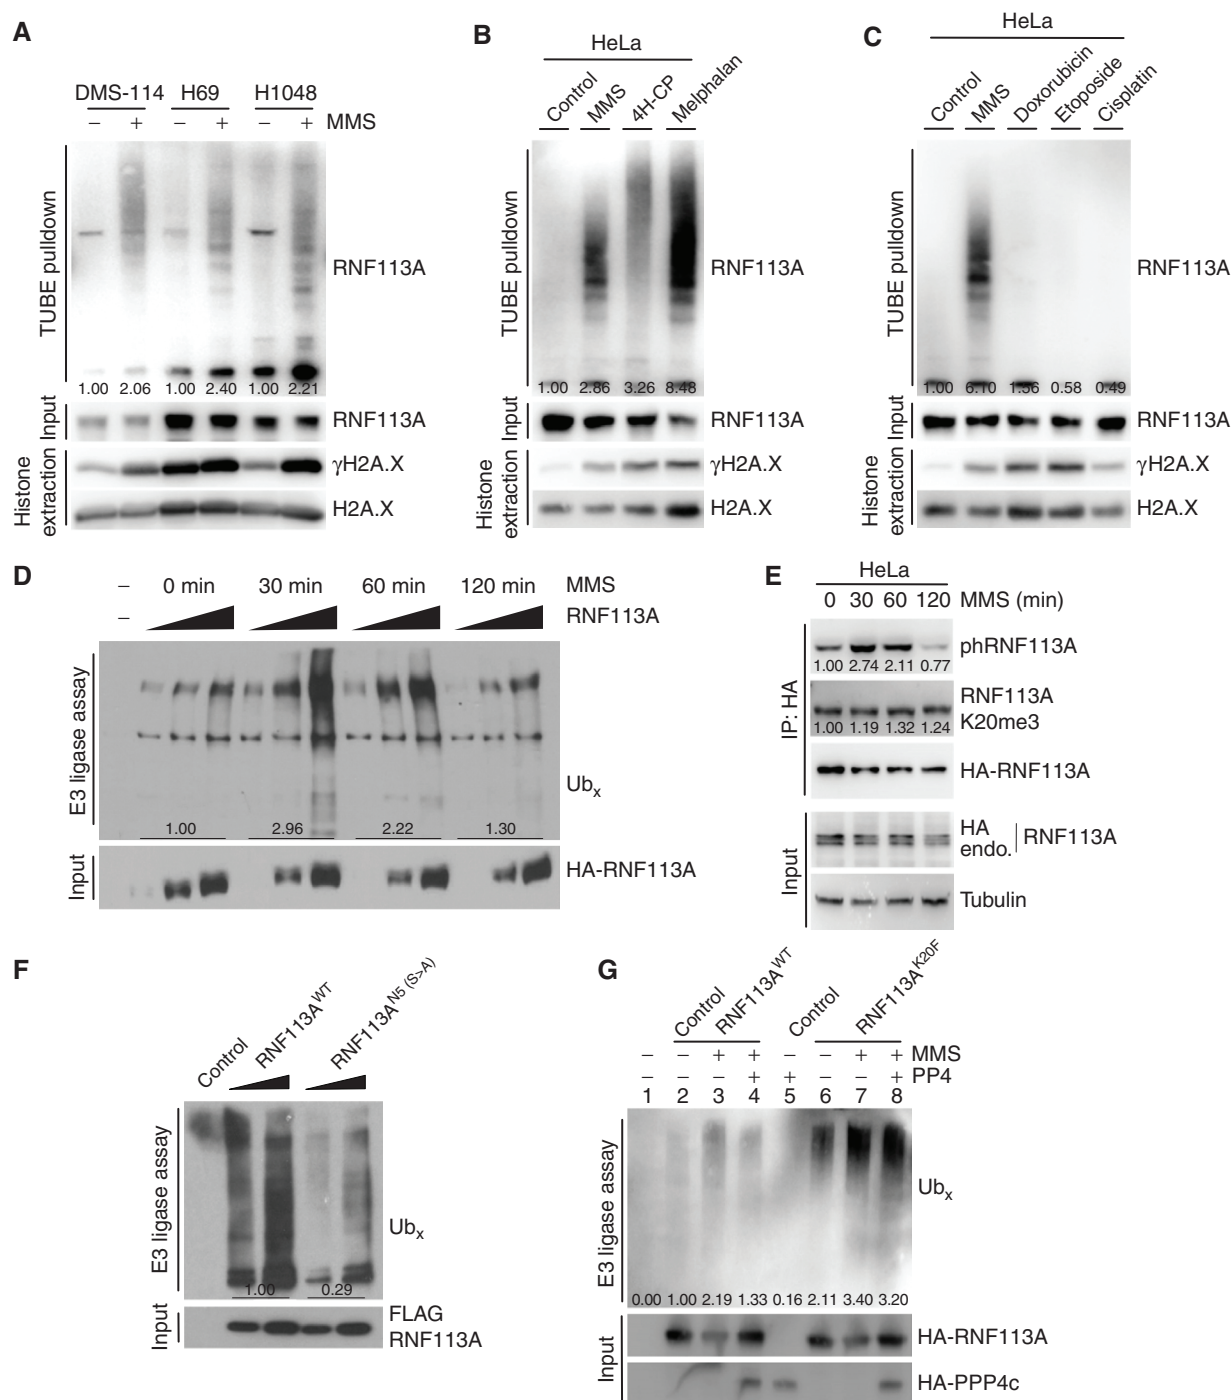 A
DMS-114 H69 H1048
– + – + – + MMS
TUBE pulldown
RNF113A
1.00 2.06 1.00 2.40 1.00 2.21
Input
RNF113A
Histone extraction
γH2A.X
H2A.X
B
HeLa
Control MMS 4H-CP Melphalan
TUBE pulldown
RNF113A
1.00 2.86 3.26 8.48
Input
RNF113A
Histone extraction
γH2A.X
H2A.X
C
HeLa
Control MMS Doxorubicin Etoposide Cisplatin
TUBE pulldown
RNF113A
1.00 6.10 1.56 0.58 0.49
Input
RNF113A
Histone extraction
γH2A.X
H2A.X
D
– 0 min 30 min 60 min 120 min MMS
– RNF113A
E3 ligase assay
Ubx
1.00 2.96 2.22 1.30
Input
HA-RNF113A
E
HeLa
0 30 60 120 MMS (min)
IP: HA
phRNF113A
1.00 2.74 2.11 0.77
RNF113A
K20me3
1.00 1.19 1.32 1.24
HA-RNF113A
Input
HA
endo.
RNF113A
Tubulin
F
Control RNF113AWT RNF113AN5 (S>A)
E3 ligase assay
Ubx
1.00 0.29
Input
FLAG
RNF113A
G
Control RNF113AWT Control RNF113AK20F
– – + + – – + + MMS
– – – + + – – + PP4
1 2 3 4 5 6 7 8
E3 ligase assay
Ubx
0.00 1.00 2.19 1.33 0.16 2.11 3.40 3.20
Input
HA-RNF113A
HA-PPP4c